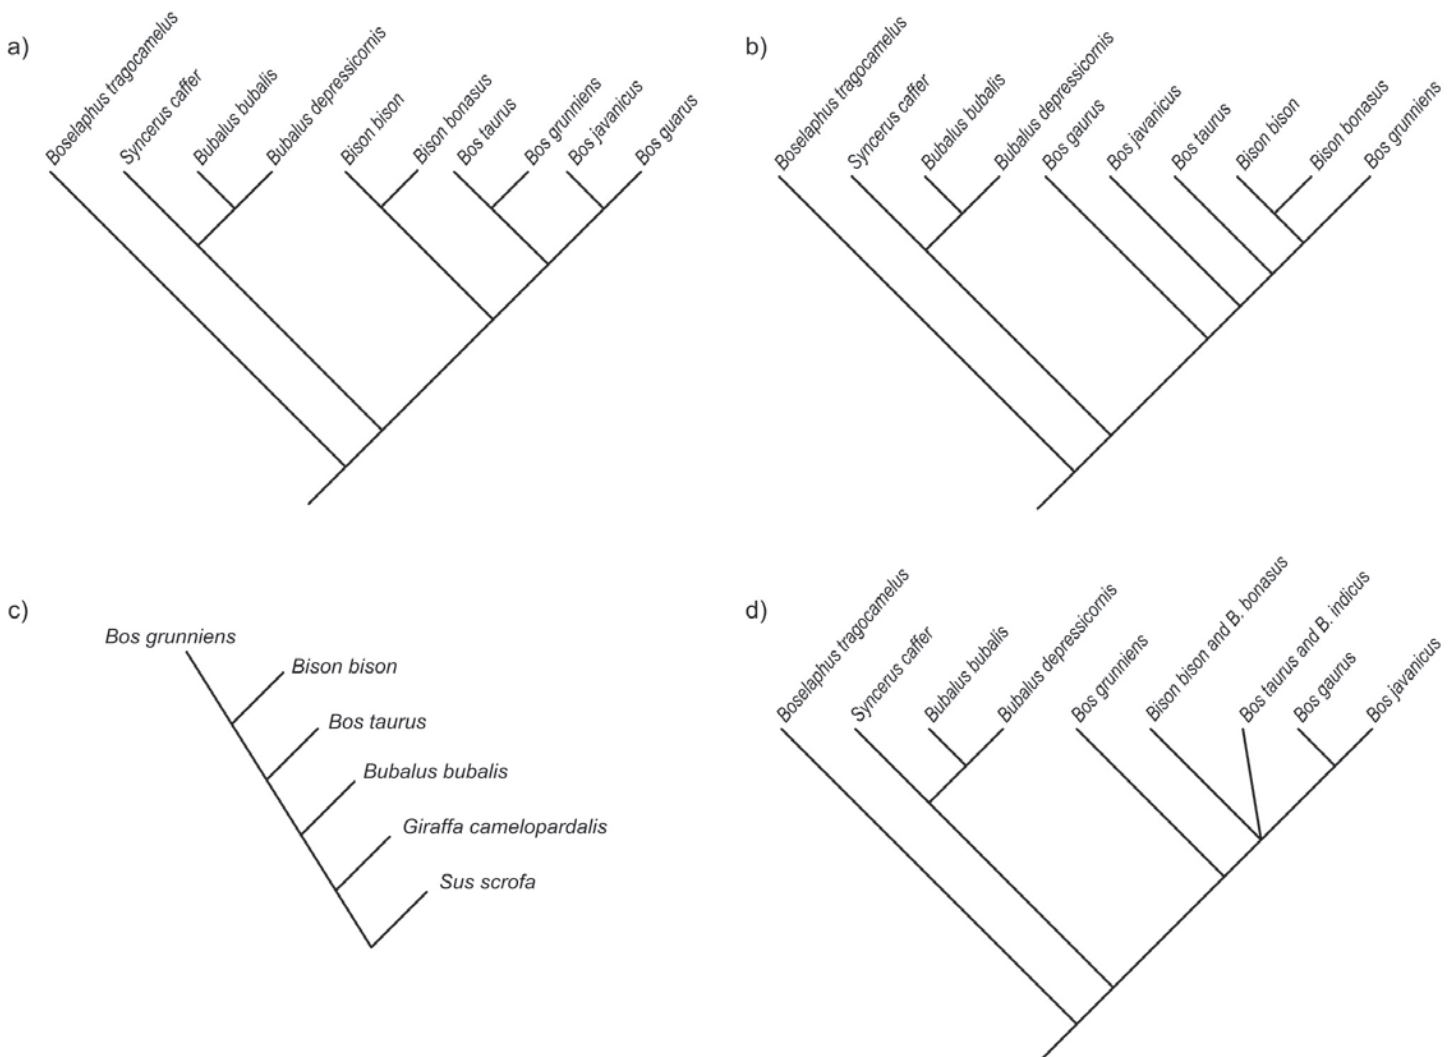 a)
Boselaphus tragocamelus
Syncerus caffer
Bubalus bubalis
Bubalus depressicornis
Bison bison
Bison bonasus
Bos taurus
Bos grunniens
Bos javanicus
Bos guarus
b)
Boselaphus tragocamelus
Syncerus caffer
Bubalus bubalis
Bubalus depressicornis
Bos gaurus
Bos javanicus
Bos taurus
Bison bison
Bison bonasus
Bos grunniens
c)
Bos grunniens
Bison bison
Bos taurus
Bubalus bubalis
Giraffa camelopardalis
Sus scrofa
d)
Boselaphus tragocamelus
Syncerus caffer
Bubalus bubalis
Bubalus depressicornis
Bos grunniens
Bison bison and B. bonasus
Bos taurus and B. indicus
Bos gaurus
Bos javanicus